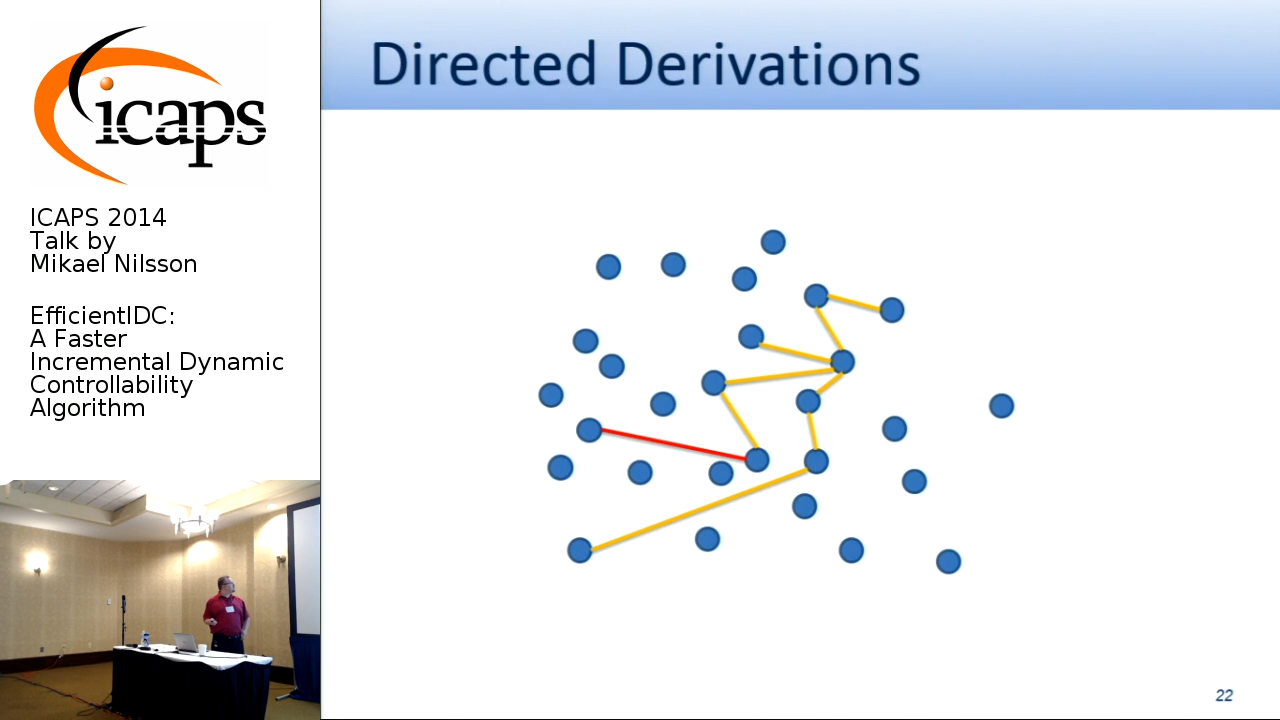 icaps
ICAPS 2014
Talk by
Mikael Nilsson
EfficientIDC:
A Faster
Incremental Dynamic
Controllability
Algorithm
Directed Derivations
22